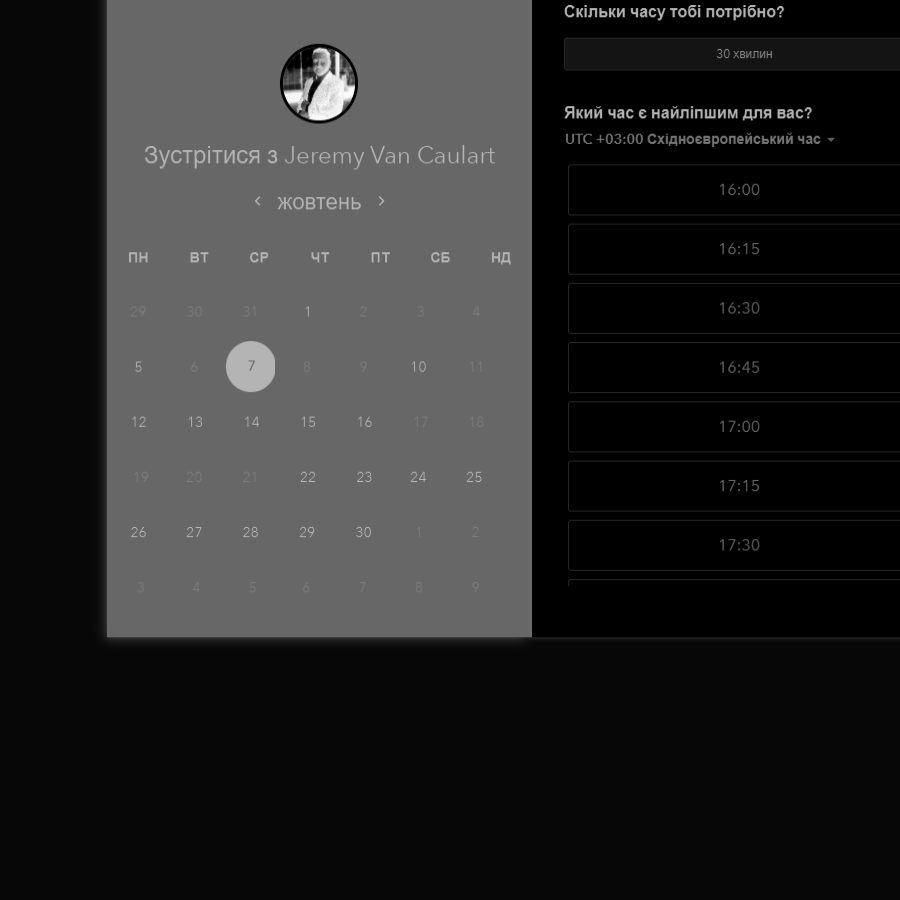 Зустрітися з Jeremy Van Caulart
жовтень
ПН ВТ СР ЧТ ПТ СБ НД
29 30 31 1 2 3 4
5 6 7 8 9 10 11
12 13 14 15 16 17 18
19 20 21 22 23 24 25
26 27 28 29 30 1 2
3 4 5 6 7 8 9
Скільки часу тобі потрібно?
30 хвилин
Який час є найліпшим для вас?
UTC +03:00 Східноєвропейський час
16:00
16:15
16:30
16:45
17:00
17:15
17:30